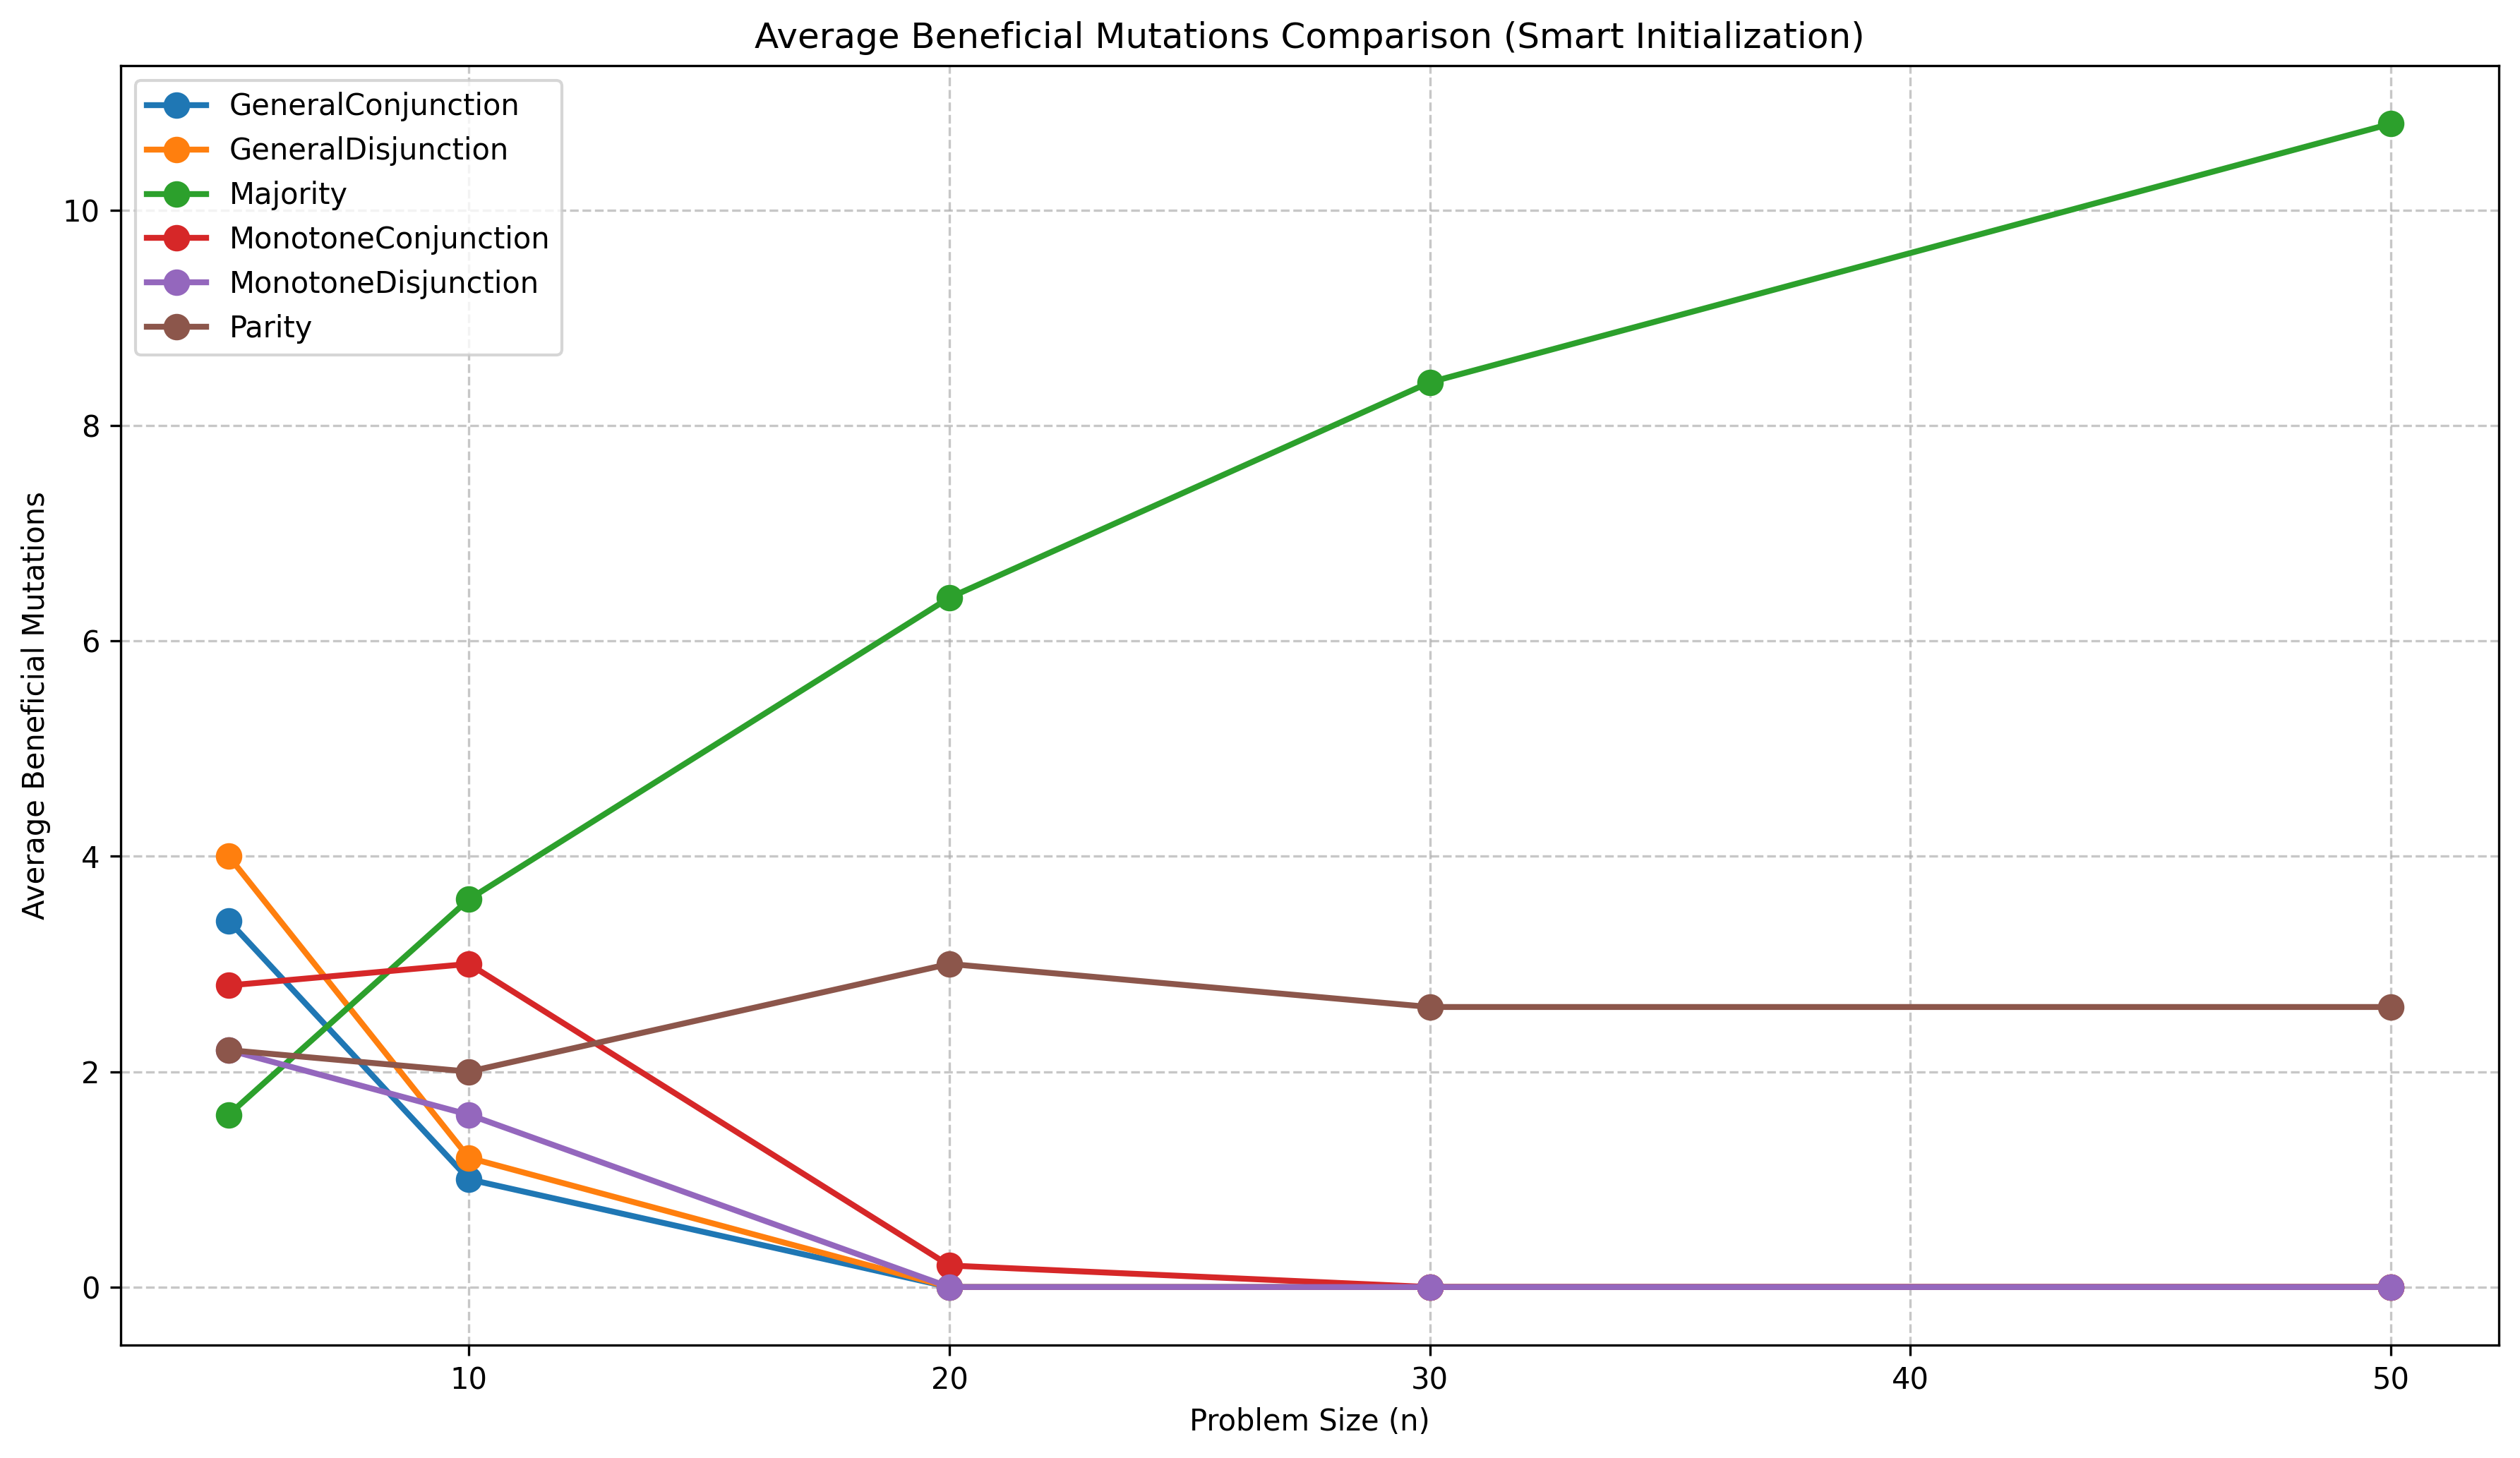 Average Beneficial Mutations Comparison (Smart Initialization)
GeneralConjunction
GeneralDisjunction
Majority
MonotoneConjunction
MonotoneDisjunction
Parity
Average Beneficial Mutations
10
8
6
4
2
0
10
20
30
40
50
Problem Size (n)